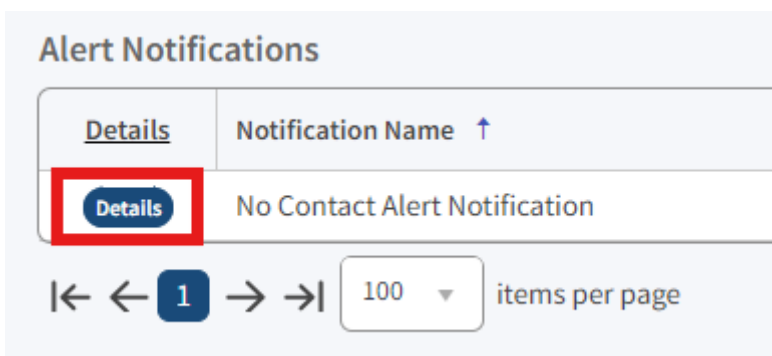 Alert Notifications
Details Notification Name ↑
Details No Contact Alert Notification
1 100 items per page